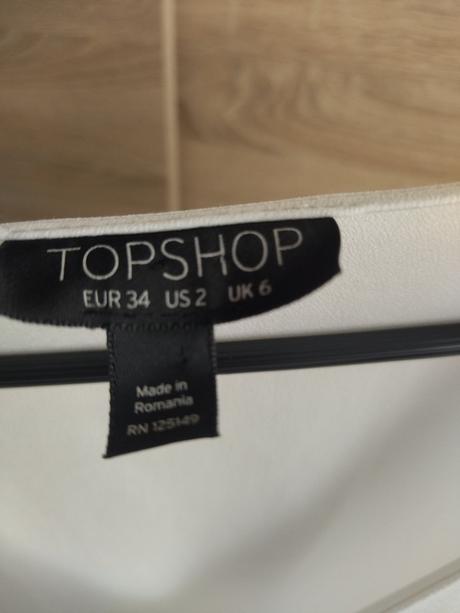 TOPSHOP
EUR 34 US 2 UK 6
Made in
Romania
RN 125149